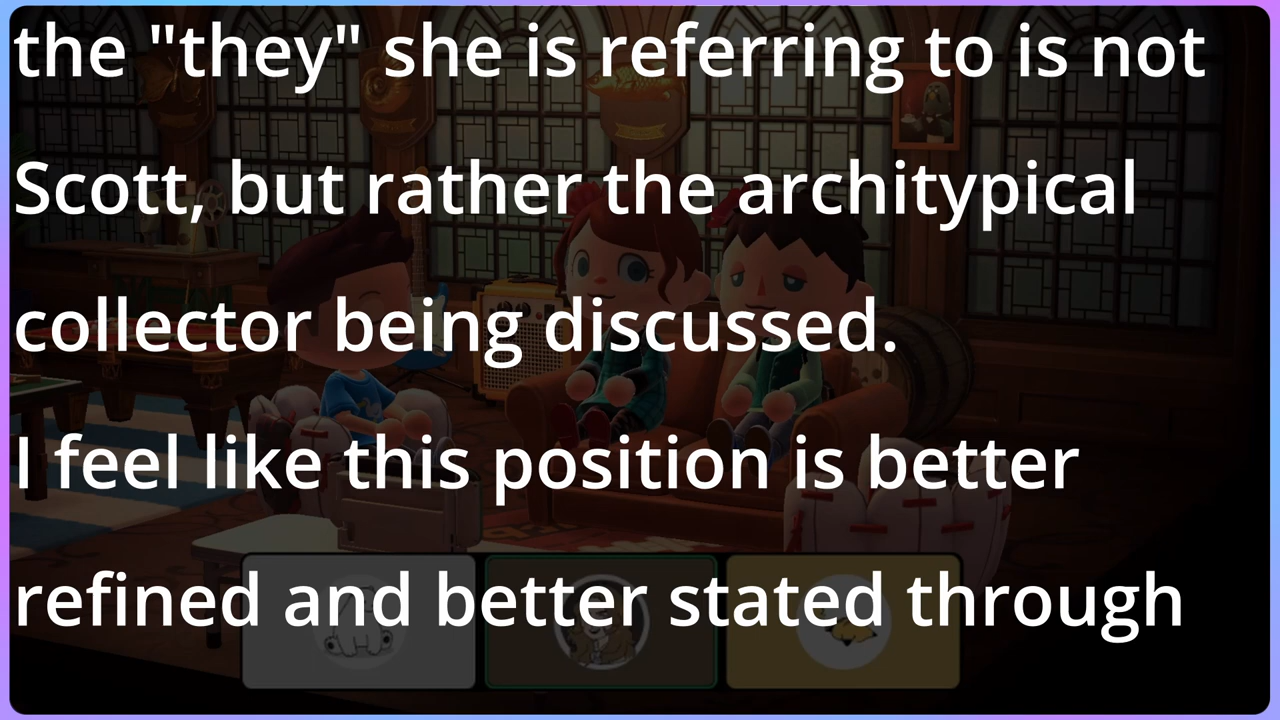 the "they" she is referring to is not
Scott, but rather the architypical
collector being discussed.
I feel like this position is better
refined and better stated through